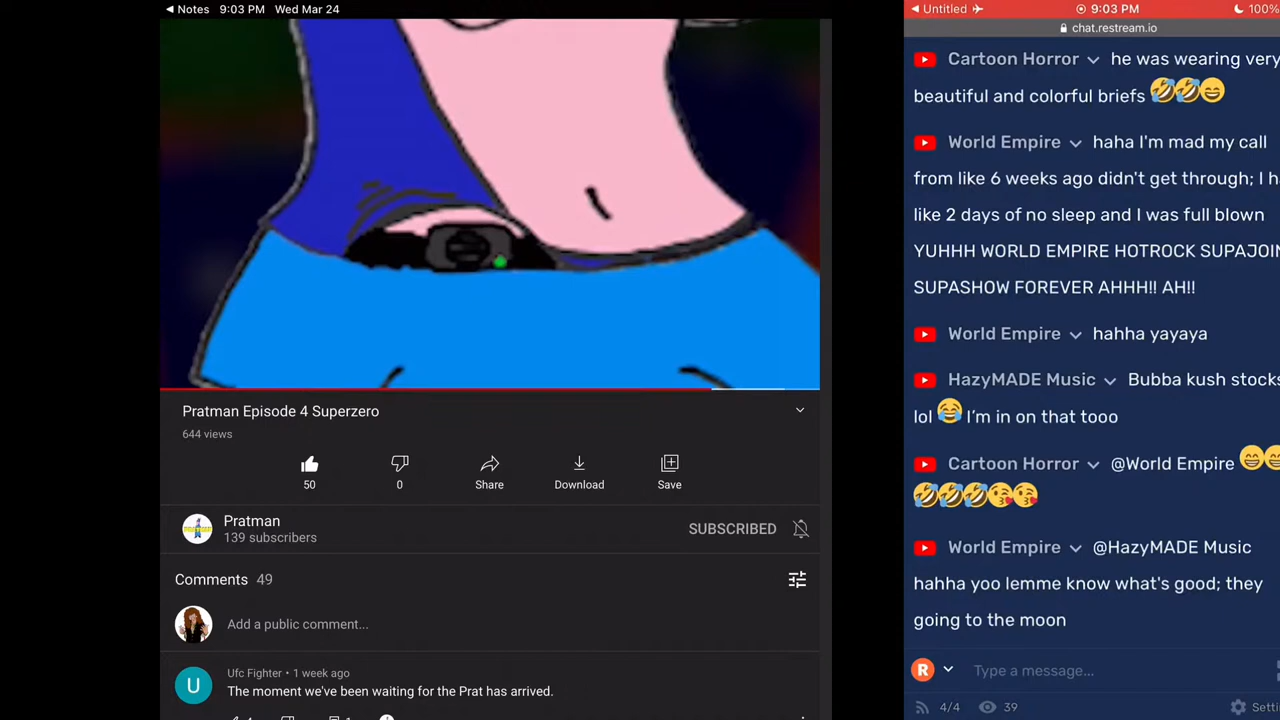 Notes 9:03 PM Wed Mar 24
Pratman Episode 4 Superzero
644 views
50 0 Share Download Save
Pratman
139 subscribers
SUBSCRIBED
Comments 49
Add a public comment...
Ufc Fighter • 1 week ago
U
The moment we've been waiting for the Prat has arrived.
Untitled 9:03 PM 100%
chat.restream.io
Cartoon Horror he was wearing very
beautiful and colorful briefs 🤣🤣😄
World Empire haha I'm mad my call
from like 6 weeks ago didn't get through; I
like 2 days of no sleep and I was full blown
YUHHH WORLD EMPIRE HOTROCK
SUPASHOW FOREVER AHHH!! AH!!
World Empire hahha yayaya
HazyMADE Music Bubba kush stocks
lol 😂 I'm in on that tooo
Cartoon Horror @World Empire 😁😁
🤣🤣🤣😘😘
World Empire @HazyMADE Music
hahha yoo lemme know what's good; they
going to the moon
R Type a message...
4/4 39